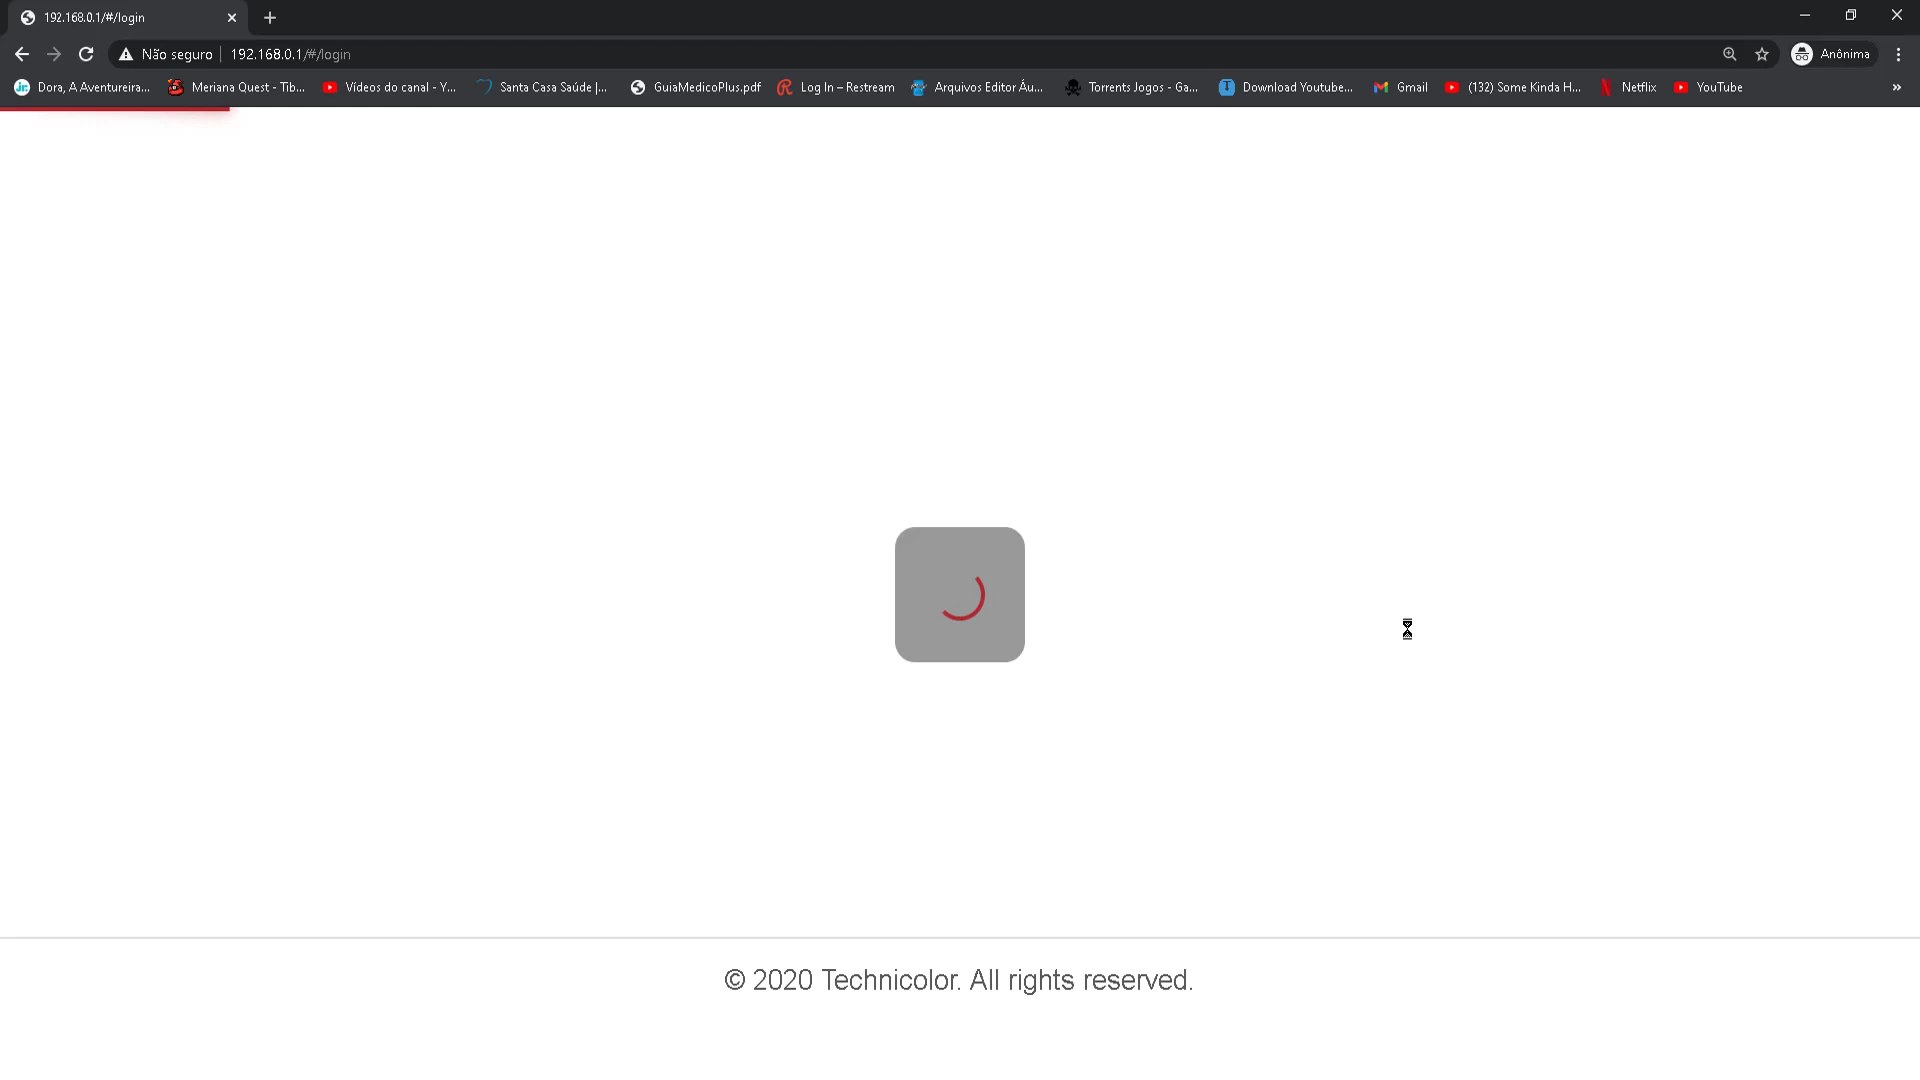 192.168.0.1/#/login
Não seguro 192.168.0.1/#/login Anônima
Dora, A Aventureira... Meriana Quest - Tib... Vídeos do canal - Y... Santa Casa Saúde |... GuiaMedicoPlus.pdf Log In – Restream Arquivos Editor Áu... Torrents Jogos - Ga... Download Youtube... Gmail (132) Some Kinda H... Netflix YouTube »
© 2020 Technicolor. All rights reserved.